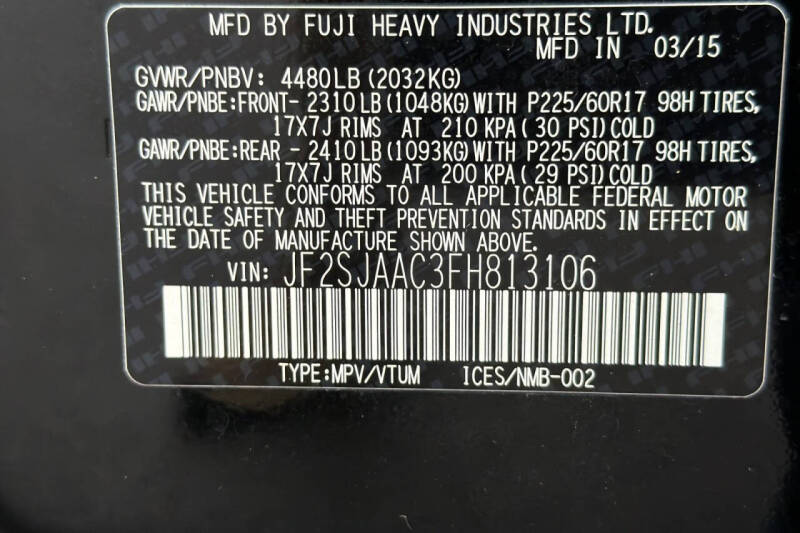 MFD BY FUJI HEAVY INDUSTRIES LTD.
MFD IN 03/15
GVWR/PNBV: 4480LB (2032KG)
GAWR/PNBE:FRONT- 2310 LB (1048KG) WITH P225/60R17 98H TIRES,
17X7J RIMS AT 210 KPA ( 30 PSI) COLD
GAWR/PNBE:REAR - 2410 LB (1093KG) WITH P225/60R17 98H TIRES,
17X7J RIMS AT 200 KPA ( 29 PSI) COLD
THIS VEHICLE CONFORMS TO ALL APPLICABLE FEDERAL MOTOR
VEHICLE SAFETY AND THEFT PREVENTION STANDARDS IN EFFECT ON
THE DATE OF MANUFACTURE SHOWN ABOVE.
VIN: JF2SJAAC3FH813106
TYPE:MPV/VTUM ICES/NMB-002